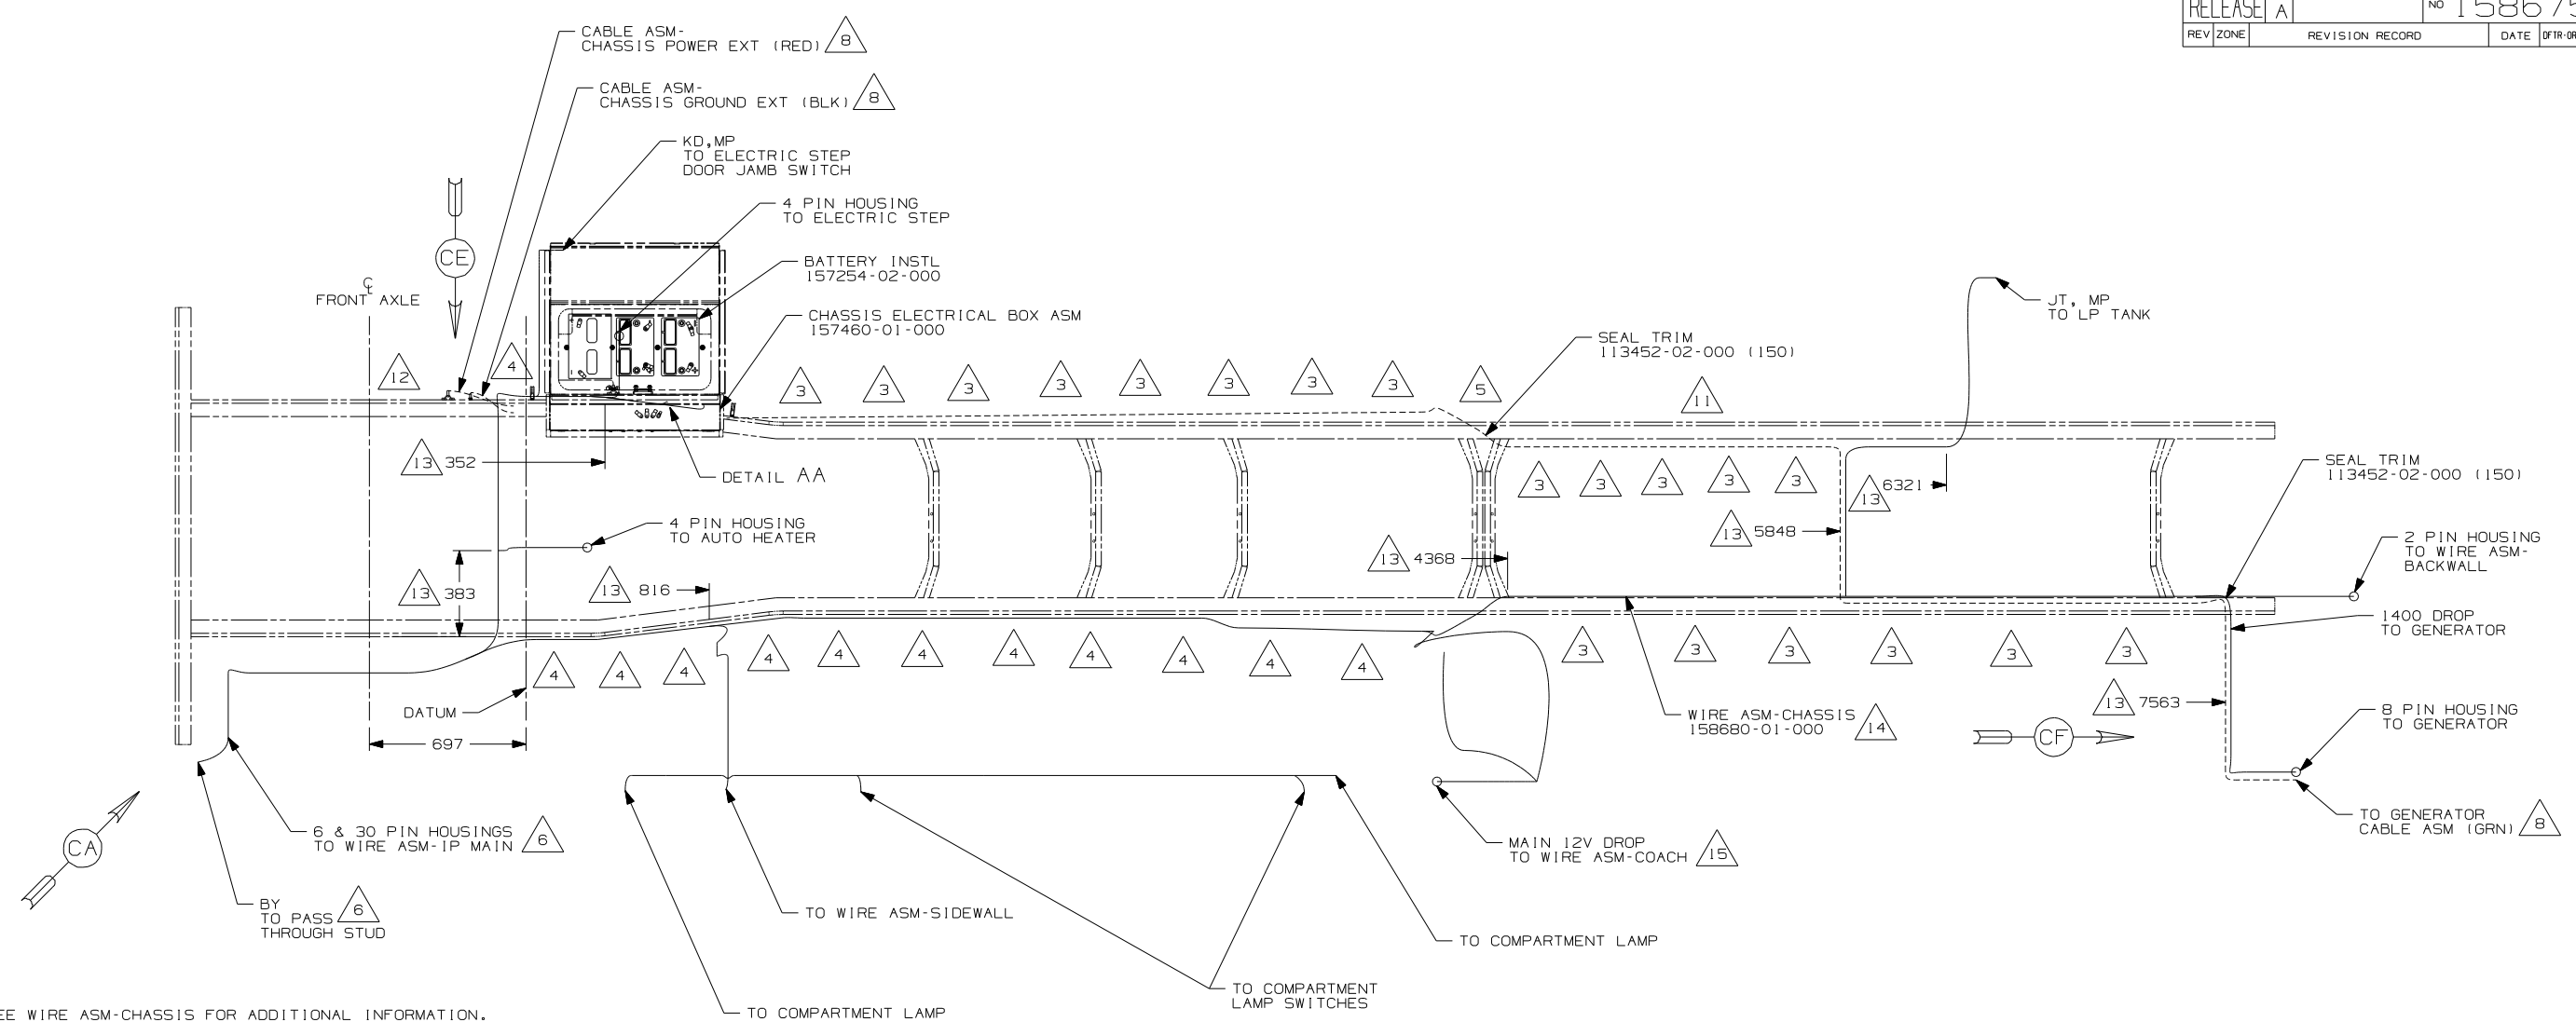 RELEASE A NO
REV ZONE REVISION RECORD DATE
CABLE ASM-
CHASSIS POWER EXT (RED) 8
CABLE ASM-
CHASSIS GROUND EXT (BLK) 8
KD,MP
TO ELECTRIC STEP
DOOR JAMB SWITCH
4 PIN HOUSING
TO ELECTRIC STEP
CE
BATTERY INSTL
157254-02-000
℄
FRONT AXLE
CHASSIS ELECTRICAL BOX ASM
157460-01-000
JT, MP
TO LP TANK
SEAL TRIM
113452-02-000 (150)
12 4
3 3 3 3 3 3 3 3 5 11
13 352
DETAIL AA
3 3 3 3 3
13 6321
SEAL TRIM
113452-02-000 (150)
4 PIN HOUSING
TO AUTO HEATER
13 5848
13 4368
2 PIN HOUSING
TO WIRE ASM-
BACKWALL
13 383
13 816
1400 DROP
TO GENERATOR
4 4 4 4 4 4 4 4 4 4 4
3 3 3 3 3 3
DATUM
697
13 7563
WIRE ASM-CHASSIS
158680-01-000 14
CF
8 PIN HOUSING
TO GENERATOR
CA
6 & 30 PIN HOUSINGS
TO WIRE ASM-IP MAIN 6
MAIN 12V DROP
TO WIRE ASM-COACH 15
TO GENERATOR
CABLE ASM (GRN) 8
BY
TO PASS 6
THROUGH STUD
TO WIRE ASM-SIDEWALL
TO COMPARTMENT LAMP
TO COMPARTMENT
LAMP SWITCHES
TO COMPARTMENT LAMP
WIRE ASM-CHASSIS FOR ADDITIONAL INFORMATION.